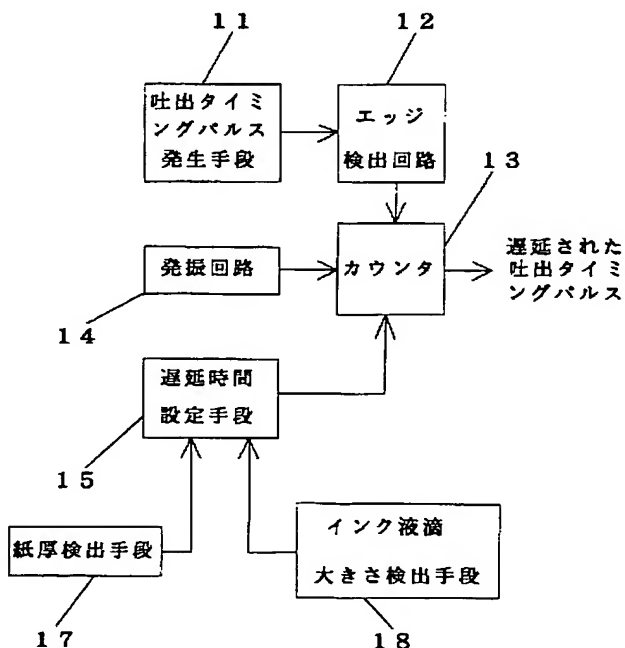 11
12
吐出タイミ
ングパルス
発生手段
エッジ
検出回路
13
発振回路
カウンタ
遅延された
吐出タイミ
ングパルス
14
遅延時間
設定手段
15
紙厚検出手段
インク液滴
大きさ検出手段
17
18